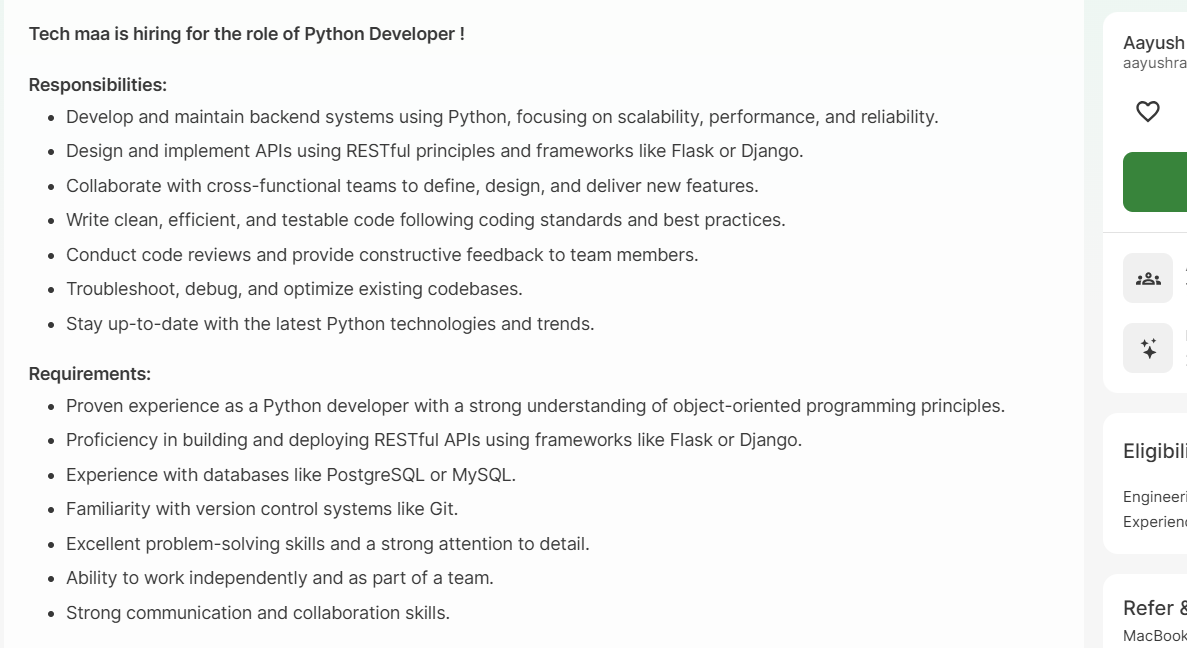 Tech maa is hiring for the role of Python Developer !
Responsibilities:
Develop and maintain backend systems using Python, focusing on scalability, performance, and reliability.
Design and implement APIs using RESTful principles and frameworks like Flask or Django.
Collaborate with cross-functional teams to define, design, and deliver new features.
Write clean, efficient, and testable code following coding standards and best practices.
Conduct code reviews and provide constructive feedback to team members.
Troubleshoot, debug, and optimize existing codebases.
Stay up-to-date with the latest Python technologies and trends.
Requirements:
Proven experience as a Python developer with a strong understanding of object-oriented programming principles.
Proficiency in building and deploying RESTful APIs using frameworks like Flask or Django.
Experience with databases like PostgreSQL or MySQL.
Familiarity with version control systems like Git.
Excellent problem-solving skills and a strong attention to detail.
Ability to work independently and as part of a team.
Strong communication and collaboration skills.
Aayush
aayushra
Eligibili
Engineeri
Experienc
Refer &
MacBook